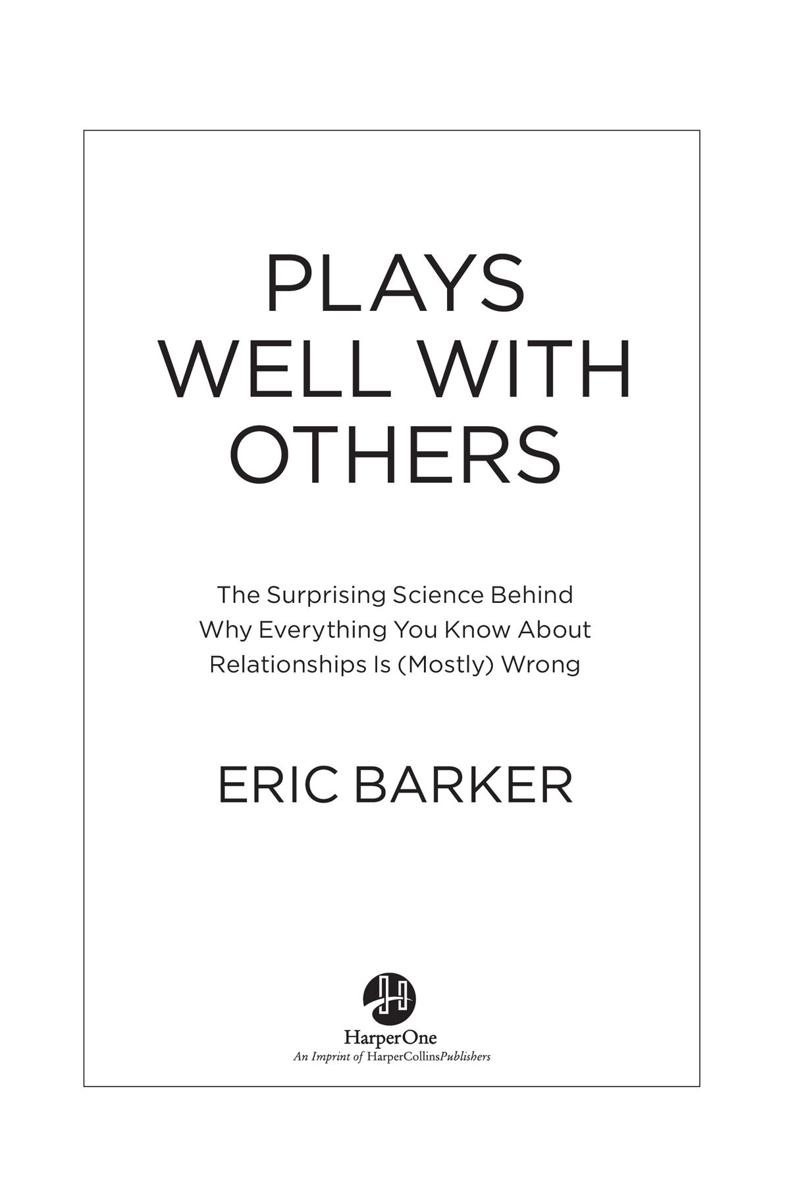 PLAYS
WELL WITH
OTHERS
The Surprising Science Behind
Why Everything You Know About
Relationships Is (Mostly) Wrong
ERIC BARKER
HarperOne
An Imprint of HarperCollinsPublishers